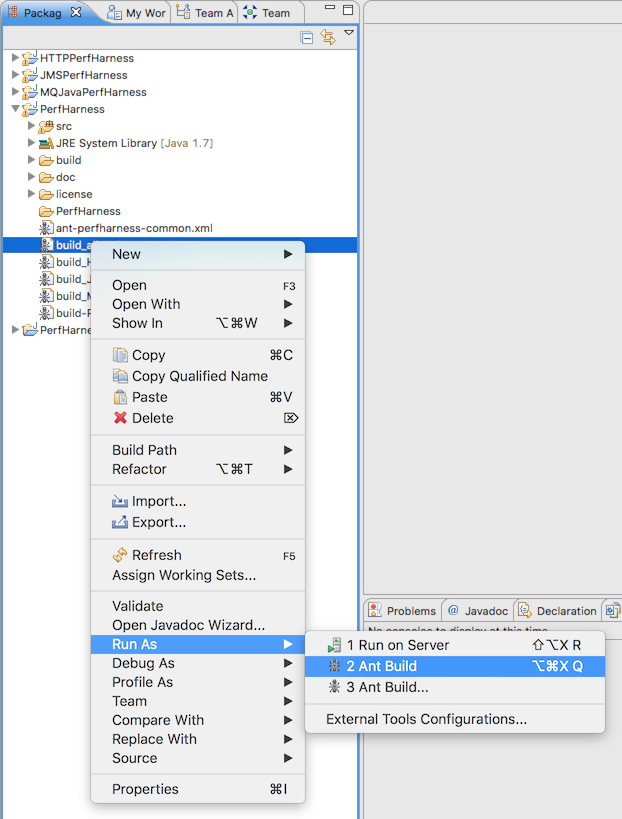 Packag My Wor Team A Team
HTTPPerfHarness
JMSPerfHarness
MQJavaPerfHarness
PerfHarness
src
JRE System Library [Java 1.7]
build
doc
license
PerfHarness
ant-perfharness-common.xml
build_a
build_H
build_J
build_M
build-P
PerfHarne
New
Open F3
Open With
Show In ⌥⌘W
Copy ⌘C
Copy Qualified Name
Paste ⌘V
Delete ⌦
Build Path
Refactor ⌥⌘T
Import...
Export...
Refresh F5
Assign Working Sets...
Validate
Open Javadoc Wizard...
Run As
Debug As
Profile As
Team
Compare With
Replace With
Source
Properties ⌘I
Problems @ Javadoc Declaration
No consoles to display at this time.
1 Run on Server ⇧⌥X R
2 Ant Build ⌥⌘X Q
3 Ant Build...
External Tools Configurations...